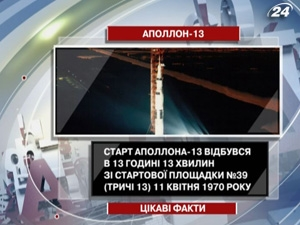 24
АПОЛЛОН-13
СТАРТ АПОЛЛОНА-13 ВІДБУВСЯ
В 13 ГОДИНІ 13 ХВИЛИН
ЗІ СТАРТОВОЇ ПЛОЩАДКИ №39
(ТРИЧІ 13) 11 КВІТНЯ 1970 РОКУ
ЦІКАВІ ФАКТИ